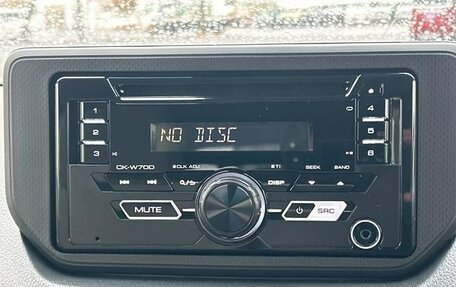 1
2
3
4
5
6
NO DISC
CK-W70D
CLK ADJ
TI
SEEK
BAND
DISP
MUTE
SRC